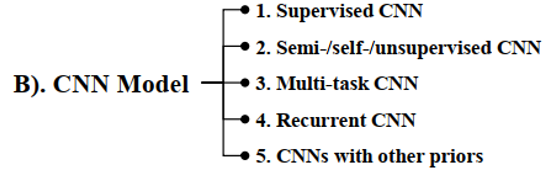 1. Supervised CNN
2. Semi-/self-/unsupervised CNN
B). CNN Model
3. Multi-task CNN
4. Recurrent CNN
5. CNNs with other priors